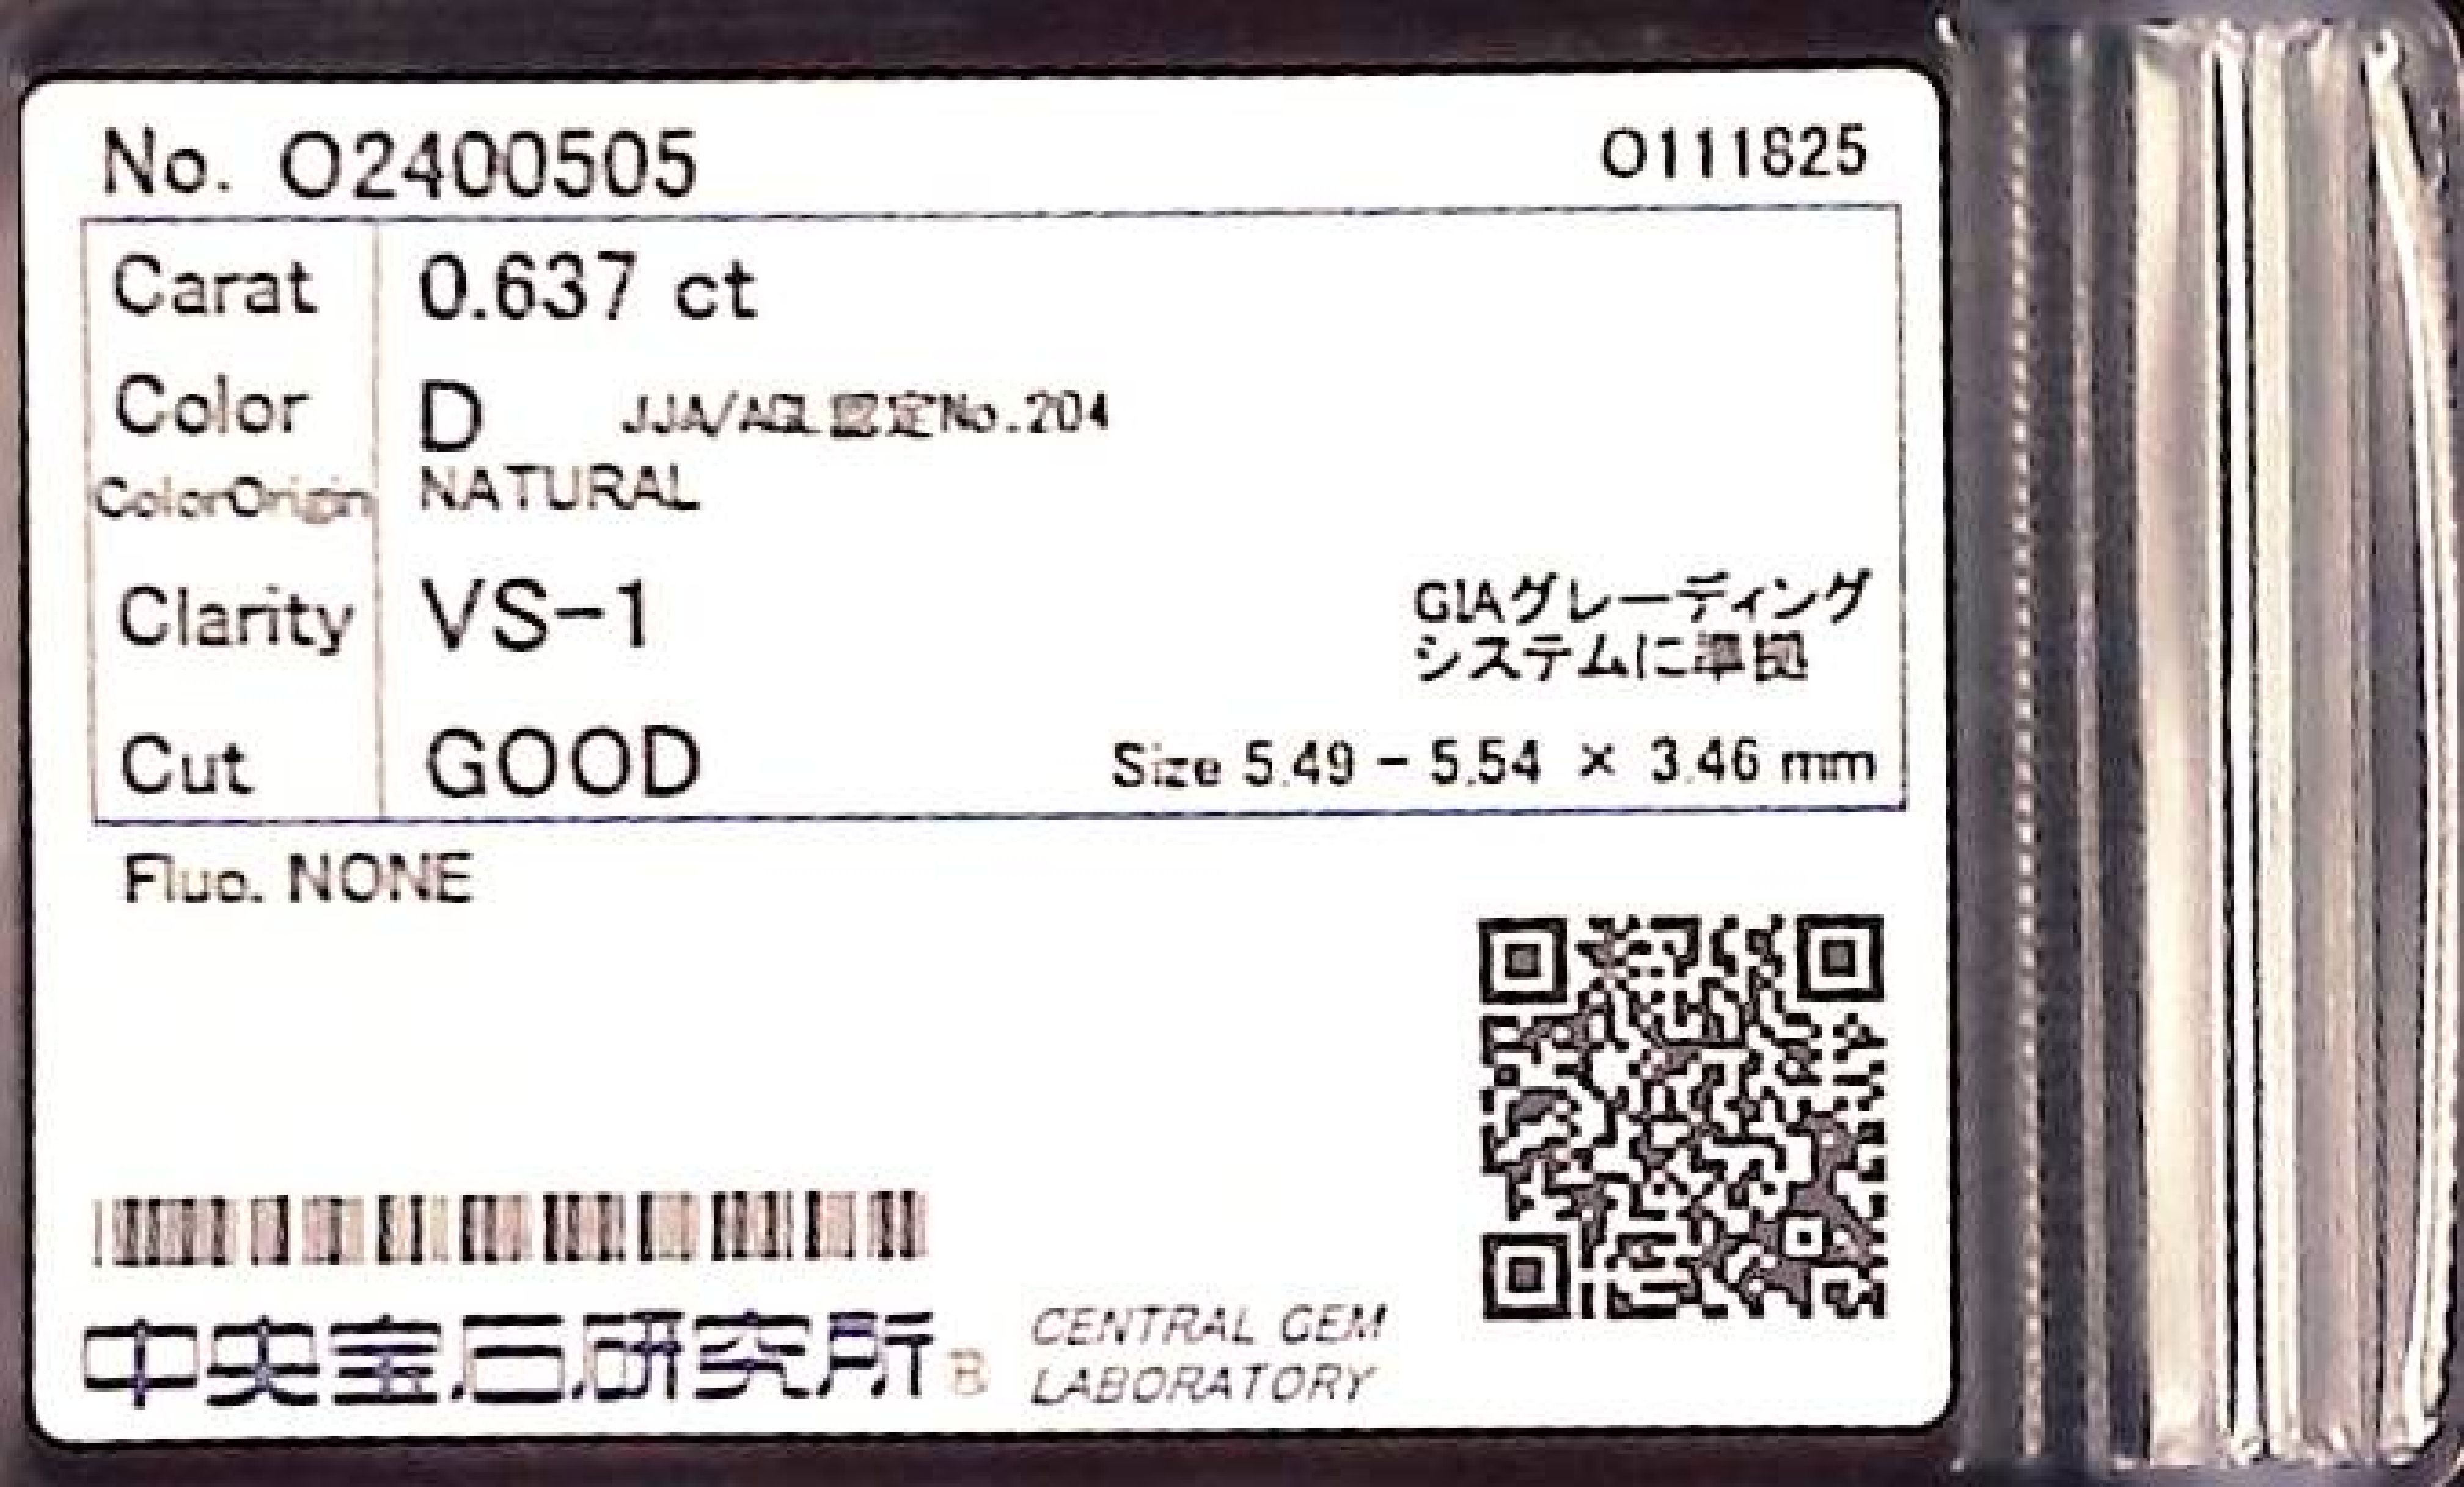 No. O2400505
O111825
Carat 0.637 ct
Color D JJA/AGL認定No.204
ColorOrigin NATURAL
Clarity VS-1
GIAグレーディング
システムに準拠
Cut GOOD
Size 5.49 - 5.54 × 3.46 mm
Fluo. NONE
中央宝石研究所 B
CENTRAL GEM
LABORATORY